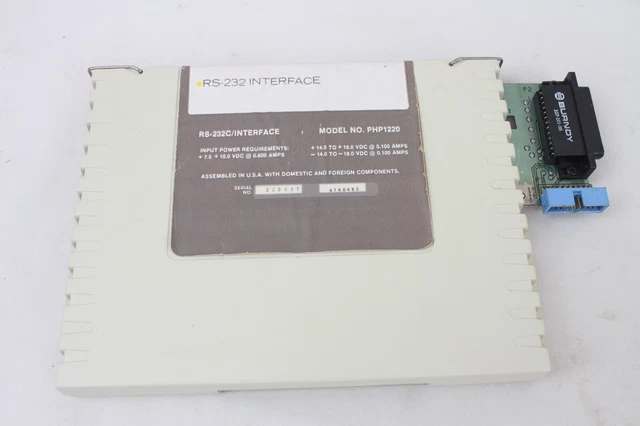 RS-232 INTERFACE
RS-232C/INTERFACE MODEL NO. PHP1220
INPUT POWER REQUIREMENTS: + 14.0 TO + 18.0 VDC @ 0.100 AMPS
+ 7.5 + 10.0 VDC @ 0.600 AMPS − 14.0 TO − 18.0 VDC @ 0.100 AMPS
ASSEMBLED IN U.S.A. WITH DOMESTIC AND FOREIGN COMPONENTS.
SERIAL
NO.
BURNDY